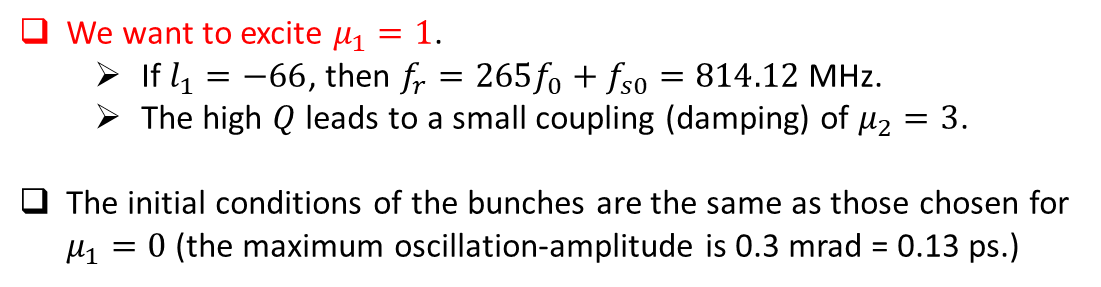 ❑ We want to excite μ₁ = 1.
➢ If l₁ = −66, then fᵣ = 265f₀ + fₛ₀ = 814.12 MHz.
➢ The high Q leads to a small coupling (damping) of μ₂ = 3.
❑ The initial conditions of the bunches are the same as those chosen for
μ₁ = 0 (the maximum oscillation-amplitude is 0.3 mrad = 0.13 ps.)